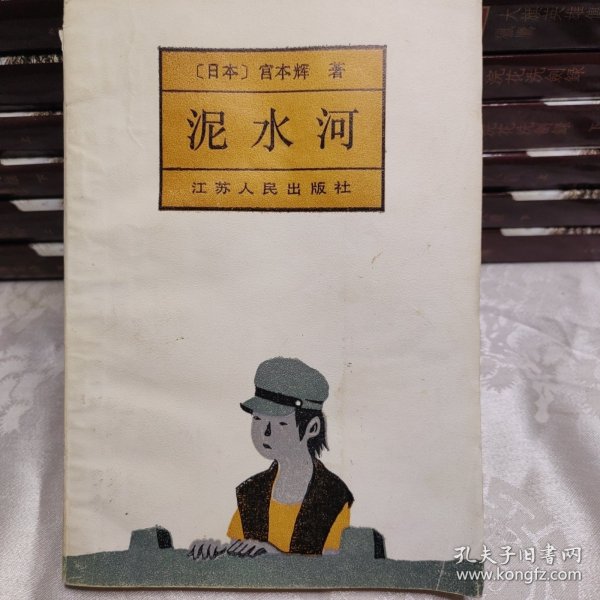 〔日本〕宫本辉 著
泥水河
江苏人民出版社
孔夫子旧书网
www.kongfz.com